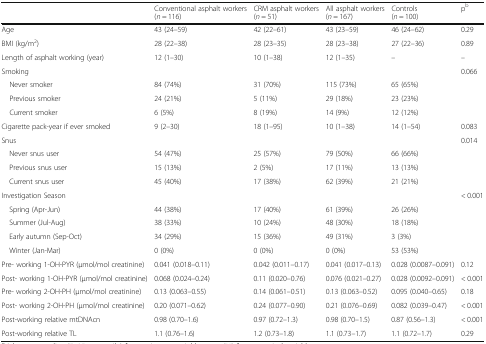 Conventional asphalt workers (n = 116) CRM asphalt workers (n = 51) All asphalt workers (n = 167) Controls (n = 100) p^b
Age 43 (24–59) 42 (22–61) 43 (23–59) 46 (24–62) 0.29
BMI (kg/m²) 28 (22–38) 28 (23–35) 28 (23–38) 27 (22–36) 0.89
Length of asphalt working (year) 12 (1–30) 10 (1–38) 12 (1–35) – –
Smoking 0.066
Never smoker 84 (74%) 31 (70%) 115 (73%) 65 (65%)
Previous smoker 24 (21%) 5 (11%) 29 (18%) 23 (23%)
Current smoker 6 (5%) 8 (19%) 14 (9%) 12 (12%)
Cigarette pack-year if ever smoked 9 (2–30) 18 (1–95) 10 (1–38) 14 (1–54) 0.083
Snus 0.014
Never snus user 54 (47%) 25 (57%) 79 (50%) 66 (66%)
Previous snus user 15 (13%) 2 (5%) 17 (11%) 13 (13%)
Current snus user 45 (40%) 17 (38%) 62 (39%) 21 (21%)
Investigation Season < 0.001
Spring (Apr-Jun) 44 (38%) 17 (40%) 61 (39%) 26 (26%)
Summer (Jul-Aug) 38 (33%) 10 (24%) 48 (30%) 18 (18%)
Early autumn (Sep-Oct) 34 (29%) 15 (36%) 49 (31%) 3 (3%)
Winter (Jan-Mar) 0 (0%) 0 (0%) 0 (0%) 53 (53%)
Pre- working 1-OH-PYR (μmol/mol creatinine) 0.041 (0.018–0.11) 0.042 (0.011–0.17) 0.041 (0.017–0.13) 0.028 (0.0087–0.091) 0.12
Post- working 1-OH-PYR (μmol/mol creatinine) 0.068 (0.024–0.24) 0.11 (0.020–0.76) 0.076 (0.021–0.27) 0.028 (0.0092–0.091) < 0.001
Pre- working 2-OH-PH (μmol/mol creatinine) 0.13 (0.063–0.55) 0.14 (0.061–0.51) 0.13 (0.063–0.52) 0.095 (0.040–0.65) 0.18
Post- working 2-OH-PH (μmol/mol creatinine) 0.20 (0.071–0.62) 0.24 (0.077–0.90) 0.21 (0.076–0.69) 0.082 (0.039–0.47) < 0.001
Post-working relative mtDNAcn 0.98 (0.70–1.6) 0.97 (0.72–1.3) 0.98 (0.70–1.5) 0.87 (0.56–1.3) < 0.001
Post-working relative TL 1.1 (0.76–1.6) 1.2 (0.73–1.8) 1.1 (0.73–1.7) 1.1 (0.72–1.7) 0.29